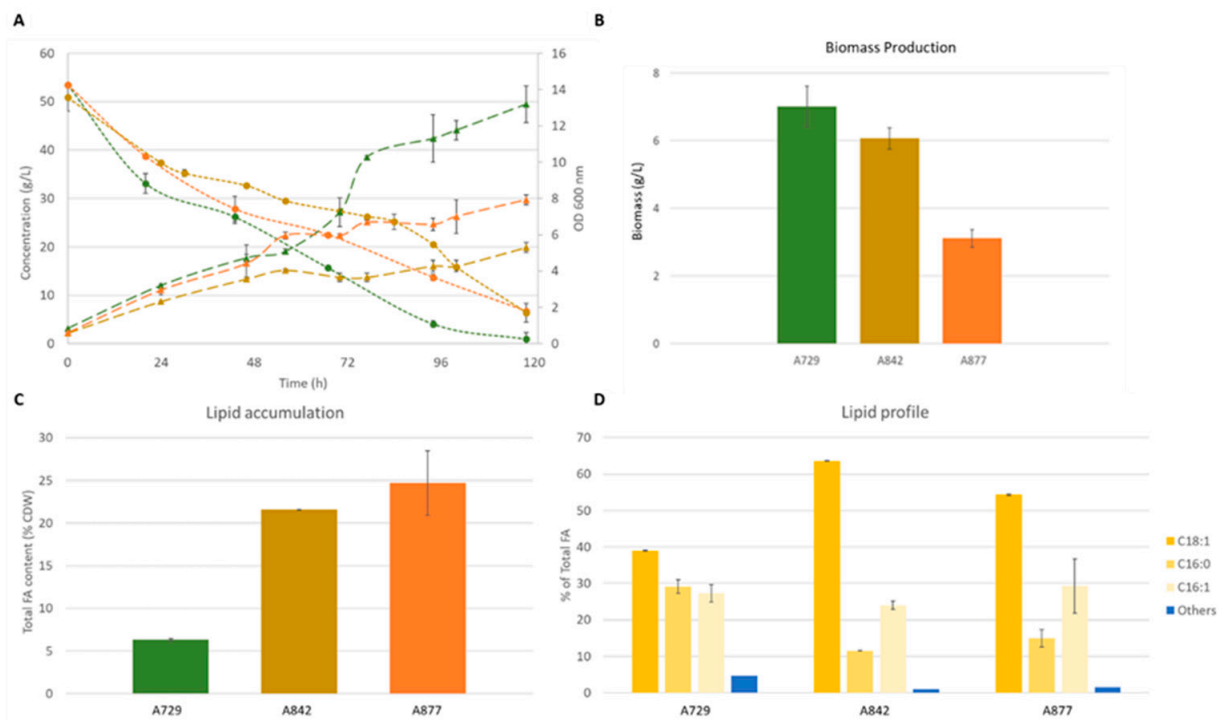 A
60
50
40
30
20
10
0
Concentration (g/L)
16
14
12
10
8
6
4
2
0
OD 600 nm
0 24 48 72 96 120
Time (h)
B
Biomass Production
8
6
4
2
0
Biomass (g/L)
A729 A842 A877
C
Lipid accumulation
30
25
20
15
10
5
0
Total FA content (% CDW)
A729 A842 A877
D
Lipid profile
70
60
50
40
30
20
10
0
% of Total FA
A729 A842 A877
C18:1
C16:0
C16:1
Others